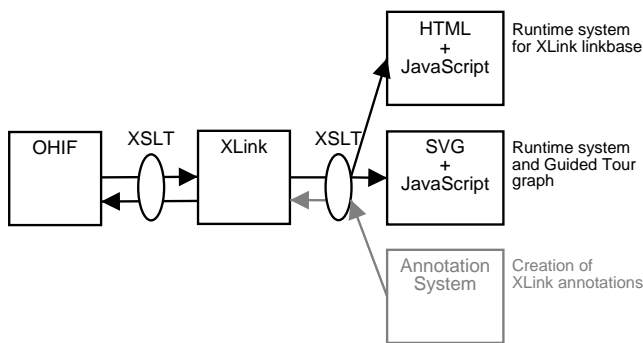 HTML
+
JavaScript
Runtime system
for XLink linkbase
OHIF
XSLT
XLink
XSLT
SVG
+
JavaScript
Runtime system
and Guided Tour
graph
Annotation
System
Creation of
XLink annotations